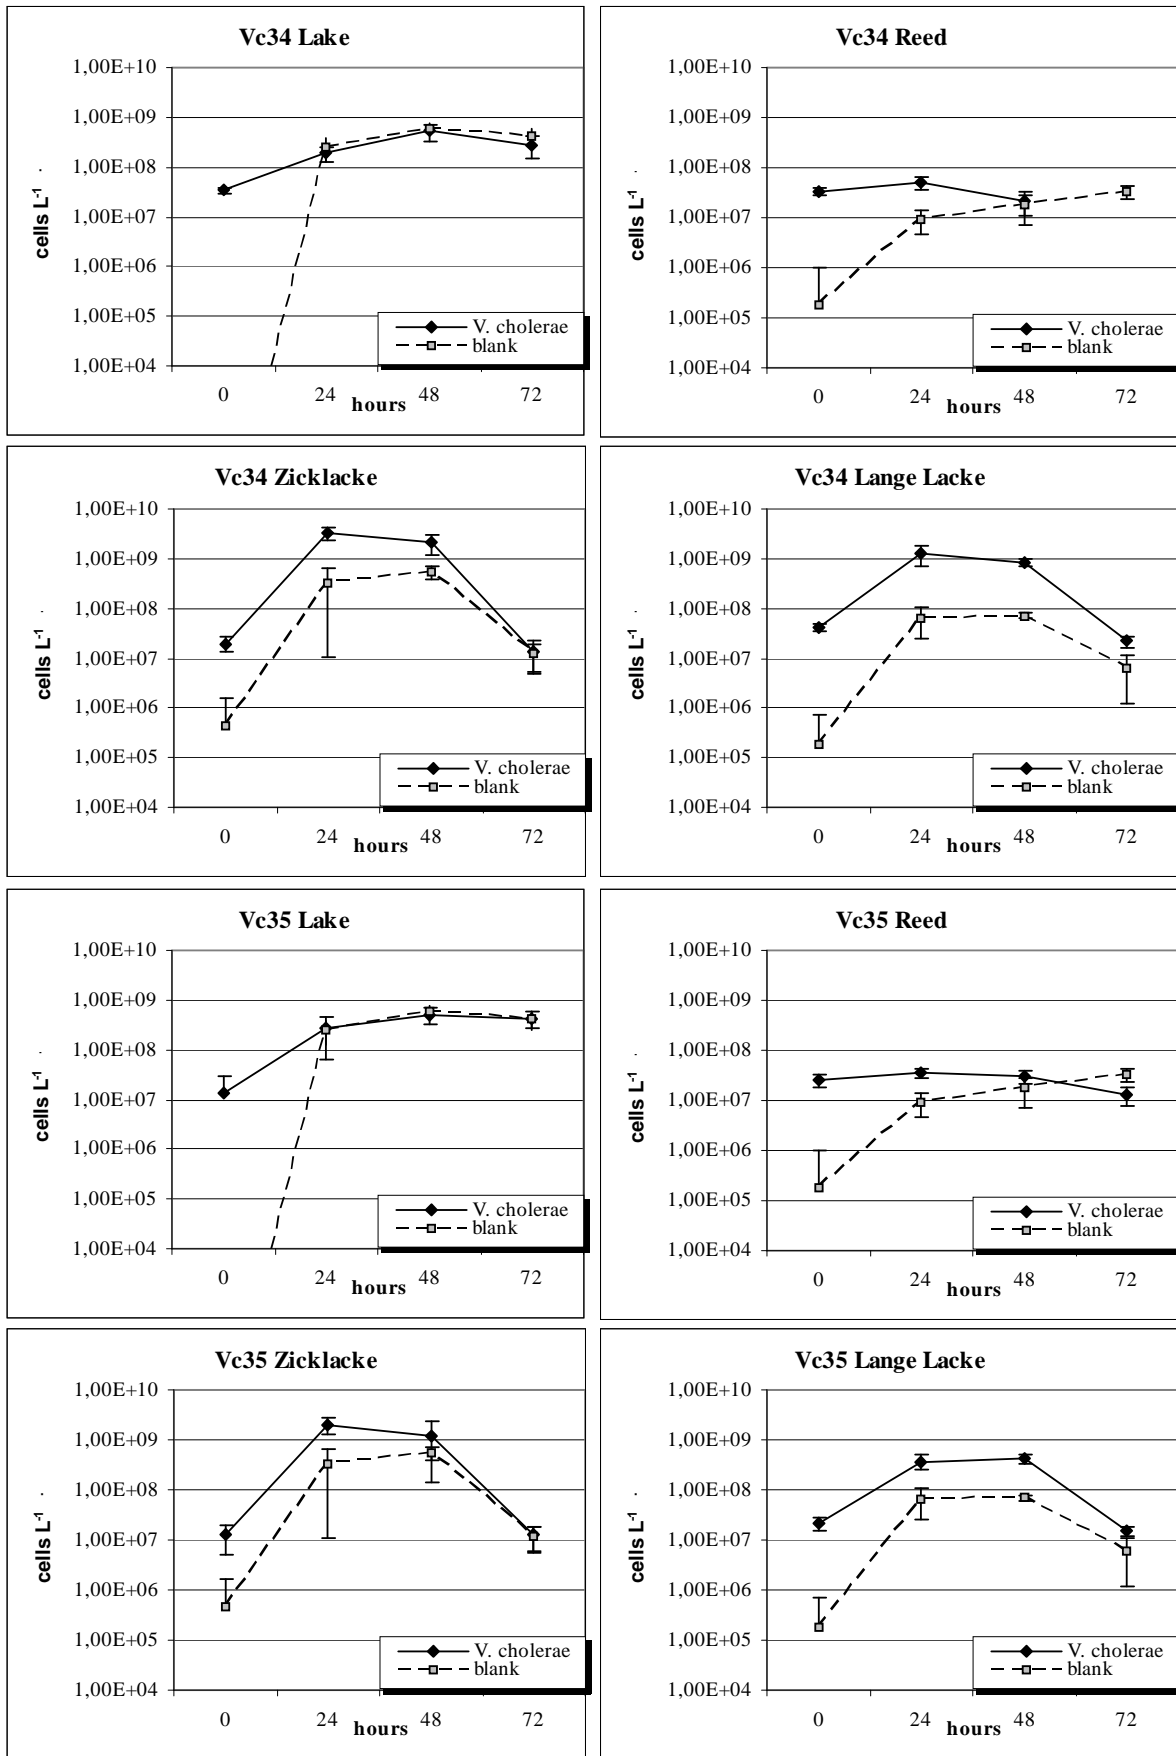 Vc34 Lake
1,00E+10
1,00E+09
1,00E+08
1,00E+07
1,00E+06
1,00E+05
1,00E+04
cells L⁻¹ .
0 24 48 72
hours
V. cholerae
blank
Vc34 Reed
1,00E+10
1,00E+09
1,00E+08
1,00E+07
1,00E+06
1,00E+05
1,00E+04
cells L⁻¹ .
0 24 48 72
hours
V. cholerae
blank
Vc34 Zicklacke
1,00E+10
1,00E+09
1,00E+08
1,00E+07
1,00E+06
1,00E+05
1,00E+04
cells L⁻¹ .
0 24 48 72
hours
V. cholerae
blank
Vc34 Lange Lacke
1,00E+10
1,00E+09
1,00E+08
1,00E+07
1,00E+06
1,00E+05
1,00E+04
cells L⁻¹ .
0 24 48 72
hours
V. cholerae
blank
Vc35 Lake
1,00E+10
1,00E+09
1,00E+08
1,00E+07
1,00E+06
1,00E+05
1,00E+04
cells L⁻¹ .
0 24 48 72
hours
V. cholerae
blank
Vc35 Reed
1,00E+10
1,00E+09
1,00E+08
1,00E+07
1,00E+06
1,00E+05
1,00E+04
cells L⁻¹ .
0 24 48 72
hours
V. cholerae
blank
Vc35 Zicklacke
1,00E+10
1,00E+09
1,00E+08
1,00E+07
1,00E+06
1,00E+05
1,00E+04
cells L⁻¹ .
0 24 48 72
hours
V. cholerae
blank
Vc35 Lange Lacke
1,00E+10
1,00E+09
1,00E+08
1,00E+07
1,00E+06
1,00E+05
1,00E+04
cells L⁻¹ .
0 24 48 72
hours
V. cholerae
blank